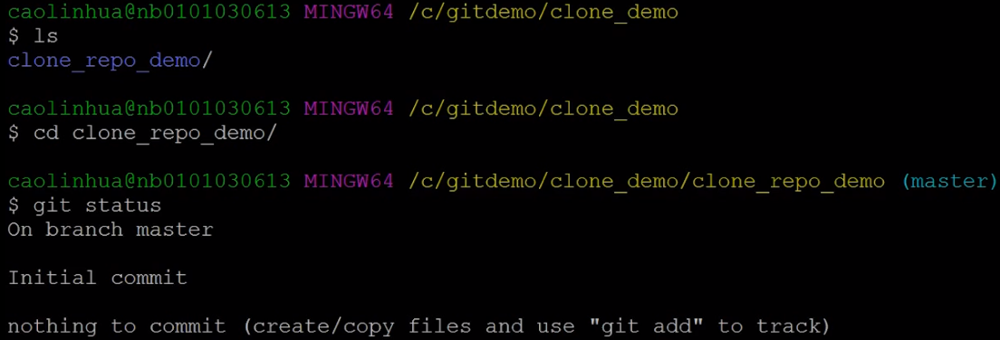 caolinhua@nb0101030613 MINGW64 /c/gitdemo/clone_demo
$ ls
clone_repo_demo/
caolinhua@nb0101030613 MINGW64 /c/gitdemo/clone_demo
$ cd clone_repo_demo/
caolinhua@nb0101030613 MINGW64 /c/gitdemo/clone_demo/clone_repo_demo (master)
$ git status
On branch master
Initial commit
nothing to commit (create/copy files and use "git add" to track)